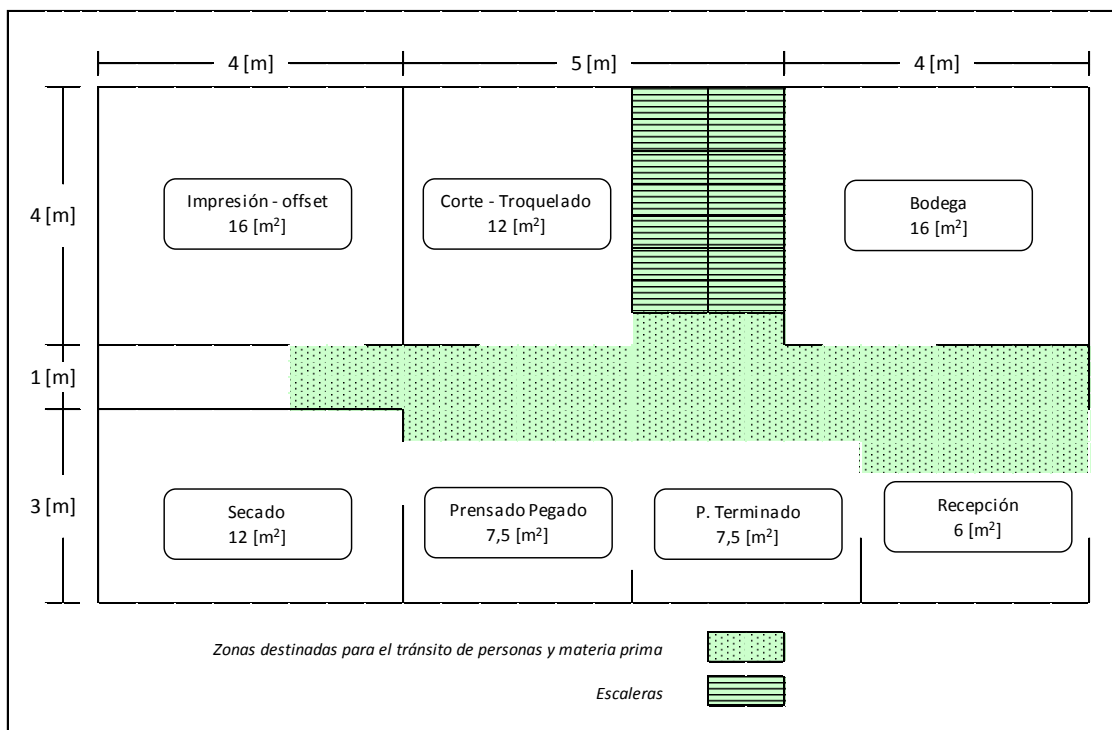 4 [m]
5 [m]
4 [m]
4 [m]
Impresión - offset
16 [m²]
Corte - Troquelado
12 [m²]
Bodega
16 [m²]
1 [m]
3 [m]
Secado
12 [m²]
Prensado Pegado
7,5 [m²]
P. Terminado
7,5 [m²]
Recepción
6 [m²]
Zonas destinadas para el tránsito de personas y materia prima
Escaleras